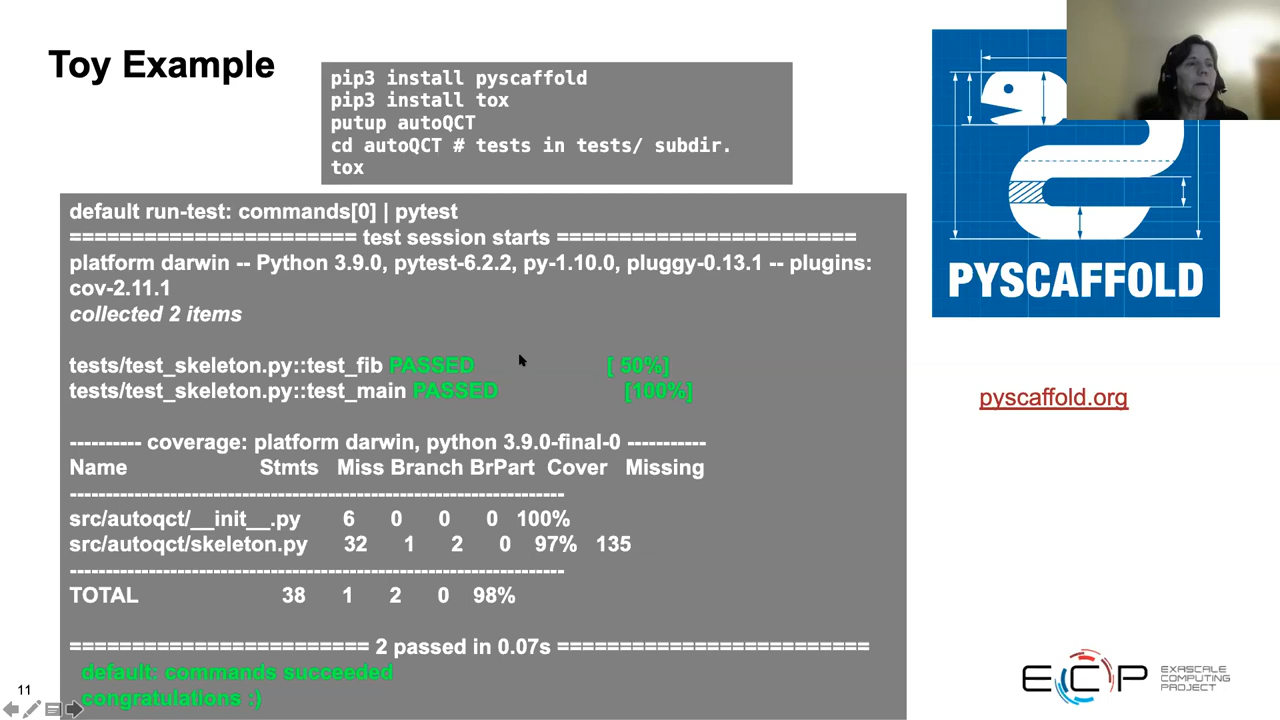 Toy Example
pip3 install pyscaffold
pip3 install tox
putup autoQCT
cd autoQCT # tests in tests/ subdir.
tox
default run-test: commands[0] | pytest
======================= test session starts ========================
platform darwin -- Python 3.9.0, pytest-6.2.2, py-1.10.0, pluggy-0.13.1 -- plugins:
cov-2.11.1
collected 2 items
tests/test_skeleton.py::test_fib PASSED [ 50%]
tests/test_skeleton.py::test_main PASSED [100%]
---------- coverage: platform darwin, python 3.9.0-final-0 -----------
Name Stmts Miss Branch BrPart Cover Missing
---------------------------------------------------------------------
src/autoqct/__init__.py 6 0 0 0 100%
src/autoqct/skeleton.py 32 1 2 0 97% 135
---------------------------------------------------------------------
TOTAL 38 1 2 0 98%
======================== 2 passed in 0.07s =========================
default: commands succeeded
congratulations :)
PYSCAFFOLD
pyscaffold.org
11
ECP
EXASCALE
COMPUTING
PROJECT